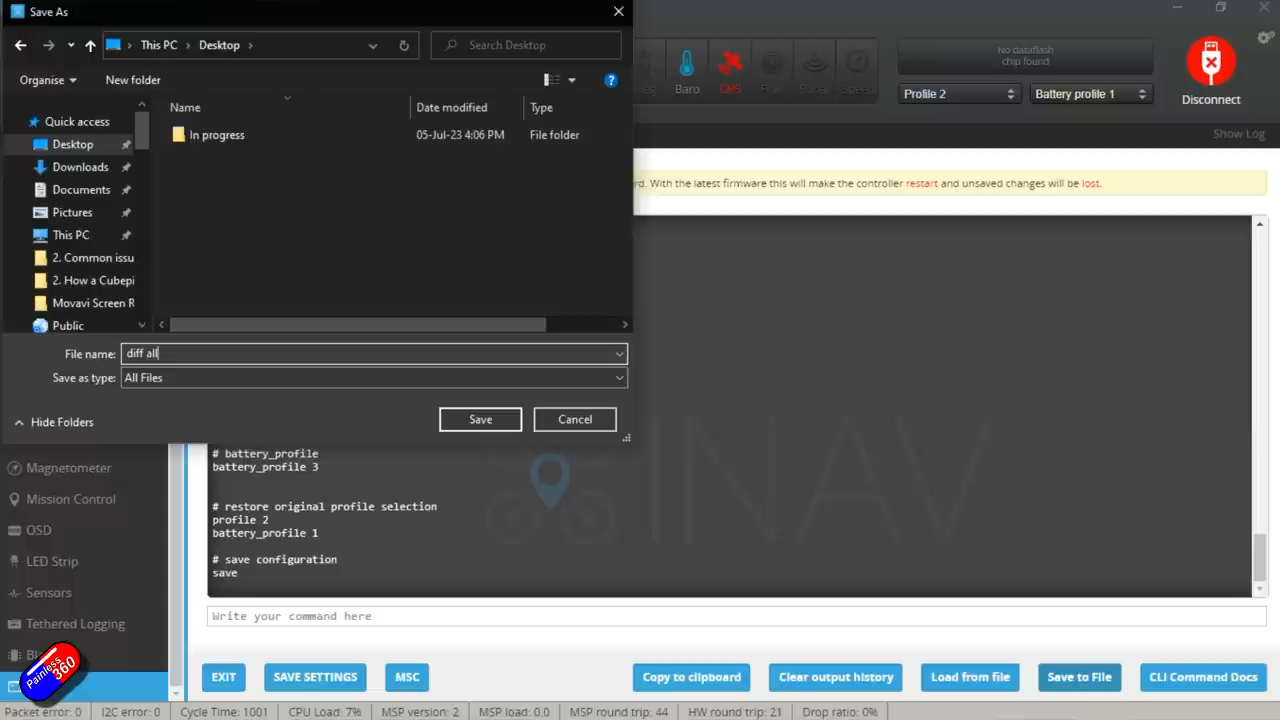 Save As
This PC
Desktop
Search Desktop
Organise
New folder
Name
Date modified
Type
Quick access
In progress
05-Jul-23 4:06 PM
File folder
Desktop
Downloads
Documents
Pictures
This PC
2. Common issu
2. How a Cubepi
Movavi Screen R
Public
File name:
diff all
Save as type:
All Files
Hide Folders
Save
Cancel
Baro
GPS
Sonar
Speed
No dataflash
chip found
Profile 2
Battery profile 1
Disconnect
Show Log
rd. With the latest firmware this will make the controller restart and unsaved changes will be lost.
INAV
# battery_profile
battery_profile 3
# restore original profile selection
profile 2
battery_profile 1
# save configuration
save
Write your command here
Magnetometer
Mission Control
OSD
LED Strip
Sensors
Tethered Logging
Painless360
EXIT
SAVE SETTINGS
MSC
Copy to clipboard
Clear output history
Load from file
Save to File
CLI Command Docs
Packet error: 0
I2C error: 0
Cycle Time: 1001
CPU Load: 7%
MSP version: 2
MSP load: 0.0
MSP round trip: 44
HW round trip: 21
Drop ratio: 0%